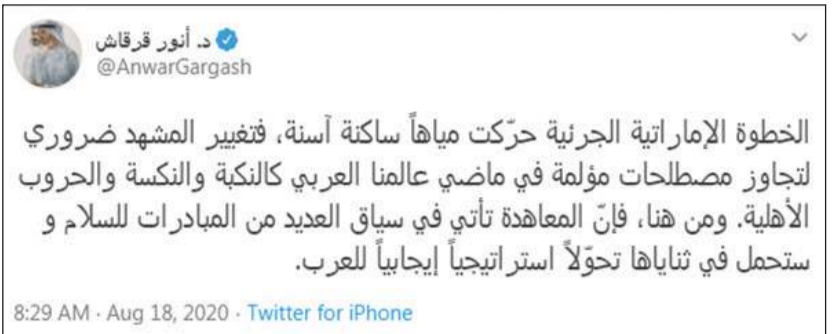 د. أنور قرقاش
@AnwarGargash
الخطوة الإماراتية الجرئية حرّكت مياهاً ساكنة آسنة، فتغيير المشهد ضروري
لتجاوز مصطلحات مؤلمة في ماضي عالمنا العربي كالنكبة والنكسة والحروب
الأهلية. ومن هنا، فإنّ المعاهدة تأتي في سياق العديد من المبادرات للسلام و
ستحمل في ثناياها تحوّلاً استراتيجياً إيجابياً للعرب.
8:29 AM · Aug 18, 2020 · Twitter for iPhone